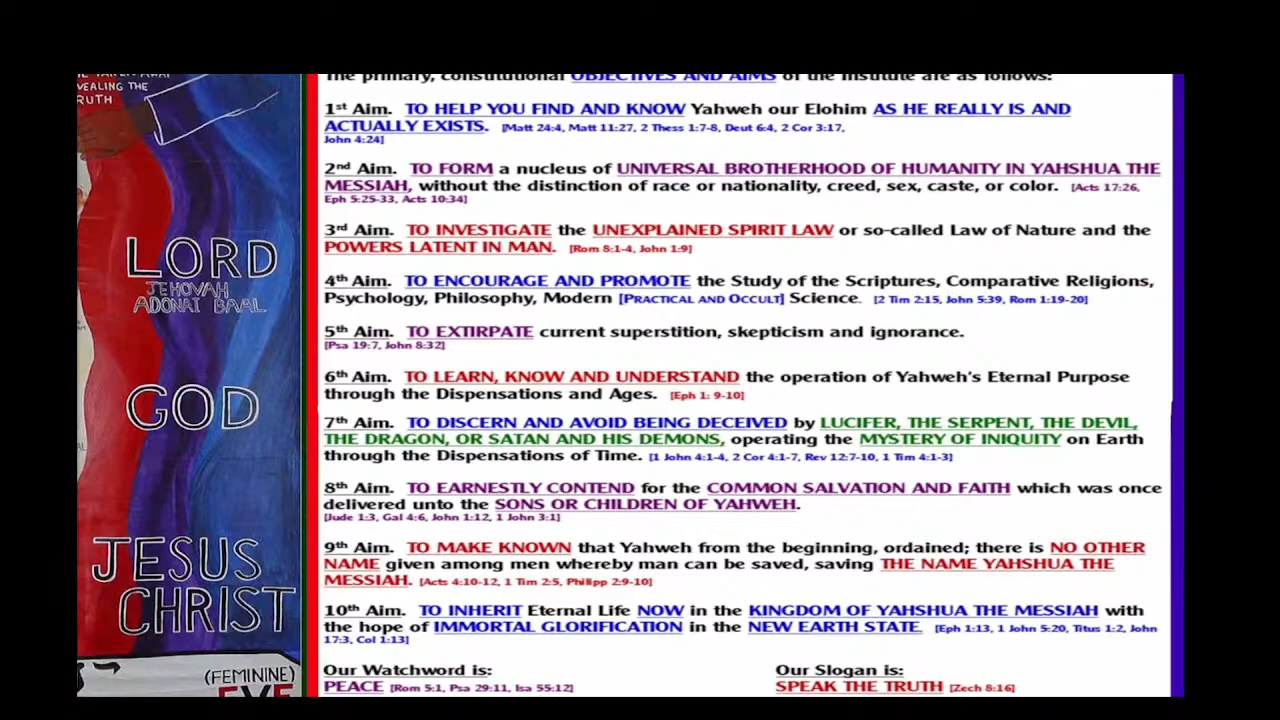 VEALING THE
RUTH
LORD
JEHOVAH
ADONAI BAAL
GOD
JESUS
CHRIST
(FEMININE)
EVE
The primary, constitutional OBJECTIVES AND AIMS of the Institute are as follows:
1st Aim. TO HELP YOU FIND AND KNOW Yahweh our Elohim AS HE REALLY IS AND
ACTUALLY EXISTS. [Matt 24:4, Matt 11:27, 2 Thess 1:7-8, Deut 6:4, 2 Cor 3:17,
John 4:24]
2nd Aim. TO FORM a nucleus of UNIVERSAL BROTHERHOOD OF HUMANITY IN YAHSHUA THE
MESSIAH, without the distinction of race or nationality, creed, sex, caste, or color. [Acts 17:26,
Eph 5:25-33, Acts 10:34]
3rd Aim. TO INVESTIGATE the UNEXPLAINED SPIRIT LAW or so-called Law of Nature and the
POWERS LATENT IN MAN. [Rom 8:1-4, John 1:9]
4th Aim. TO ENCOURAGE AND PROMOTE the Study of the Scriptures, Comparative Religions,
Psychology, Philosophy, Modern [PRACTICAL AND OCCULT] Science. [2 Tim 2:15, John 5:39, Rom 1:19-20]
5th Aim. TO EXTIRPATE current superstition, skepticism and ignorance.
[Psa 19:7, John 8:32]
6th Aim. TO LEARN, KNOW AND UNDERSTAND the operation of Yahweh's Eternal Purpose
through the Dispensations and Ages. [Eph 1: 9-10]
7th Aim. TO DISCERN AND AVOID BEING DECEIVED by LUCIFER, THE SERPENT, THE DEVIL,
THE DRAGON, OR SATAN AND HIS DEMONS, operating the MYSTERY OF INIQUITY on Earth
through the Dispensations of Time. [1 John 4:1-4, 2 Cor 4:1-7, Rev 12:7-10, 1 Tim 4:1-3]
8th Aim. TO EARNESTLY CONTEND for the COMMON SALVATION AND FAITH which was once
delivered unto the SONS OR CHILDREN OF YAHWEH.
[Jude 1:3, Gal 4:6, John 1:12, 1 John 3:1]
9th Aim. TO MAKE KNOWN that Yahweh from the beginning, ordained; there is NO OTHER
NAME given among men whereby man can be saved, saving THE NAME YAHSHUA THE
MESSIAH. [Acts 4:10-12, 1 Tim 2:5, Philipp 2:9-10]
10th Aim. TO INHERIT Eternal Life NOW in the KINGDOM OF YAHSHUA THE MESSIAH with
the hope of IMMORTAL GLORIFICATION in the NEW EARTH STATE. [Eph 1:13, 1 John 5:20, Titus 1:2, John
17:3, Col 1:13]
Our Watchword is:
PEACE [Rom 5:1, Psa 29:11, Isa 55:12]
Our Slogan is:
SPEAK THE TRUTH [Zech 8:16]